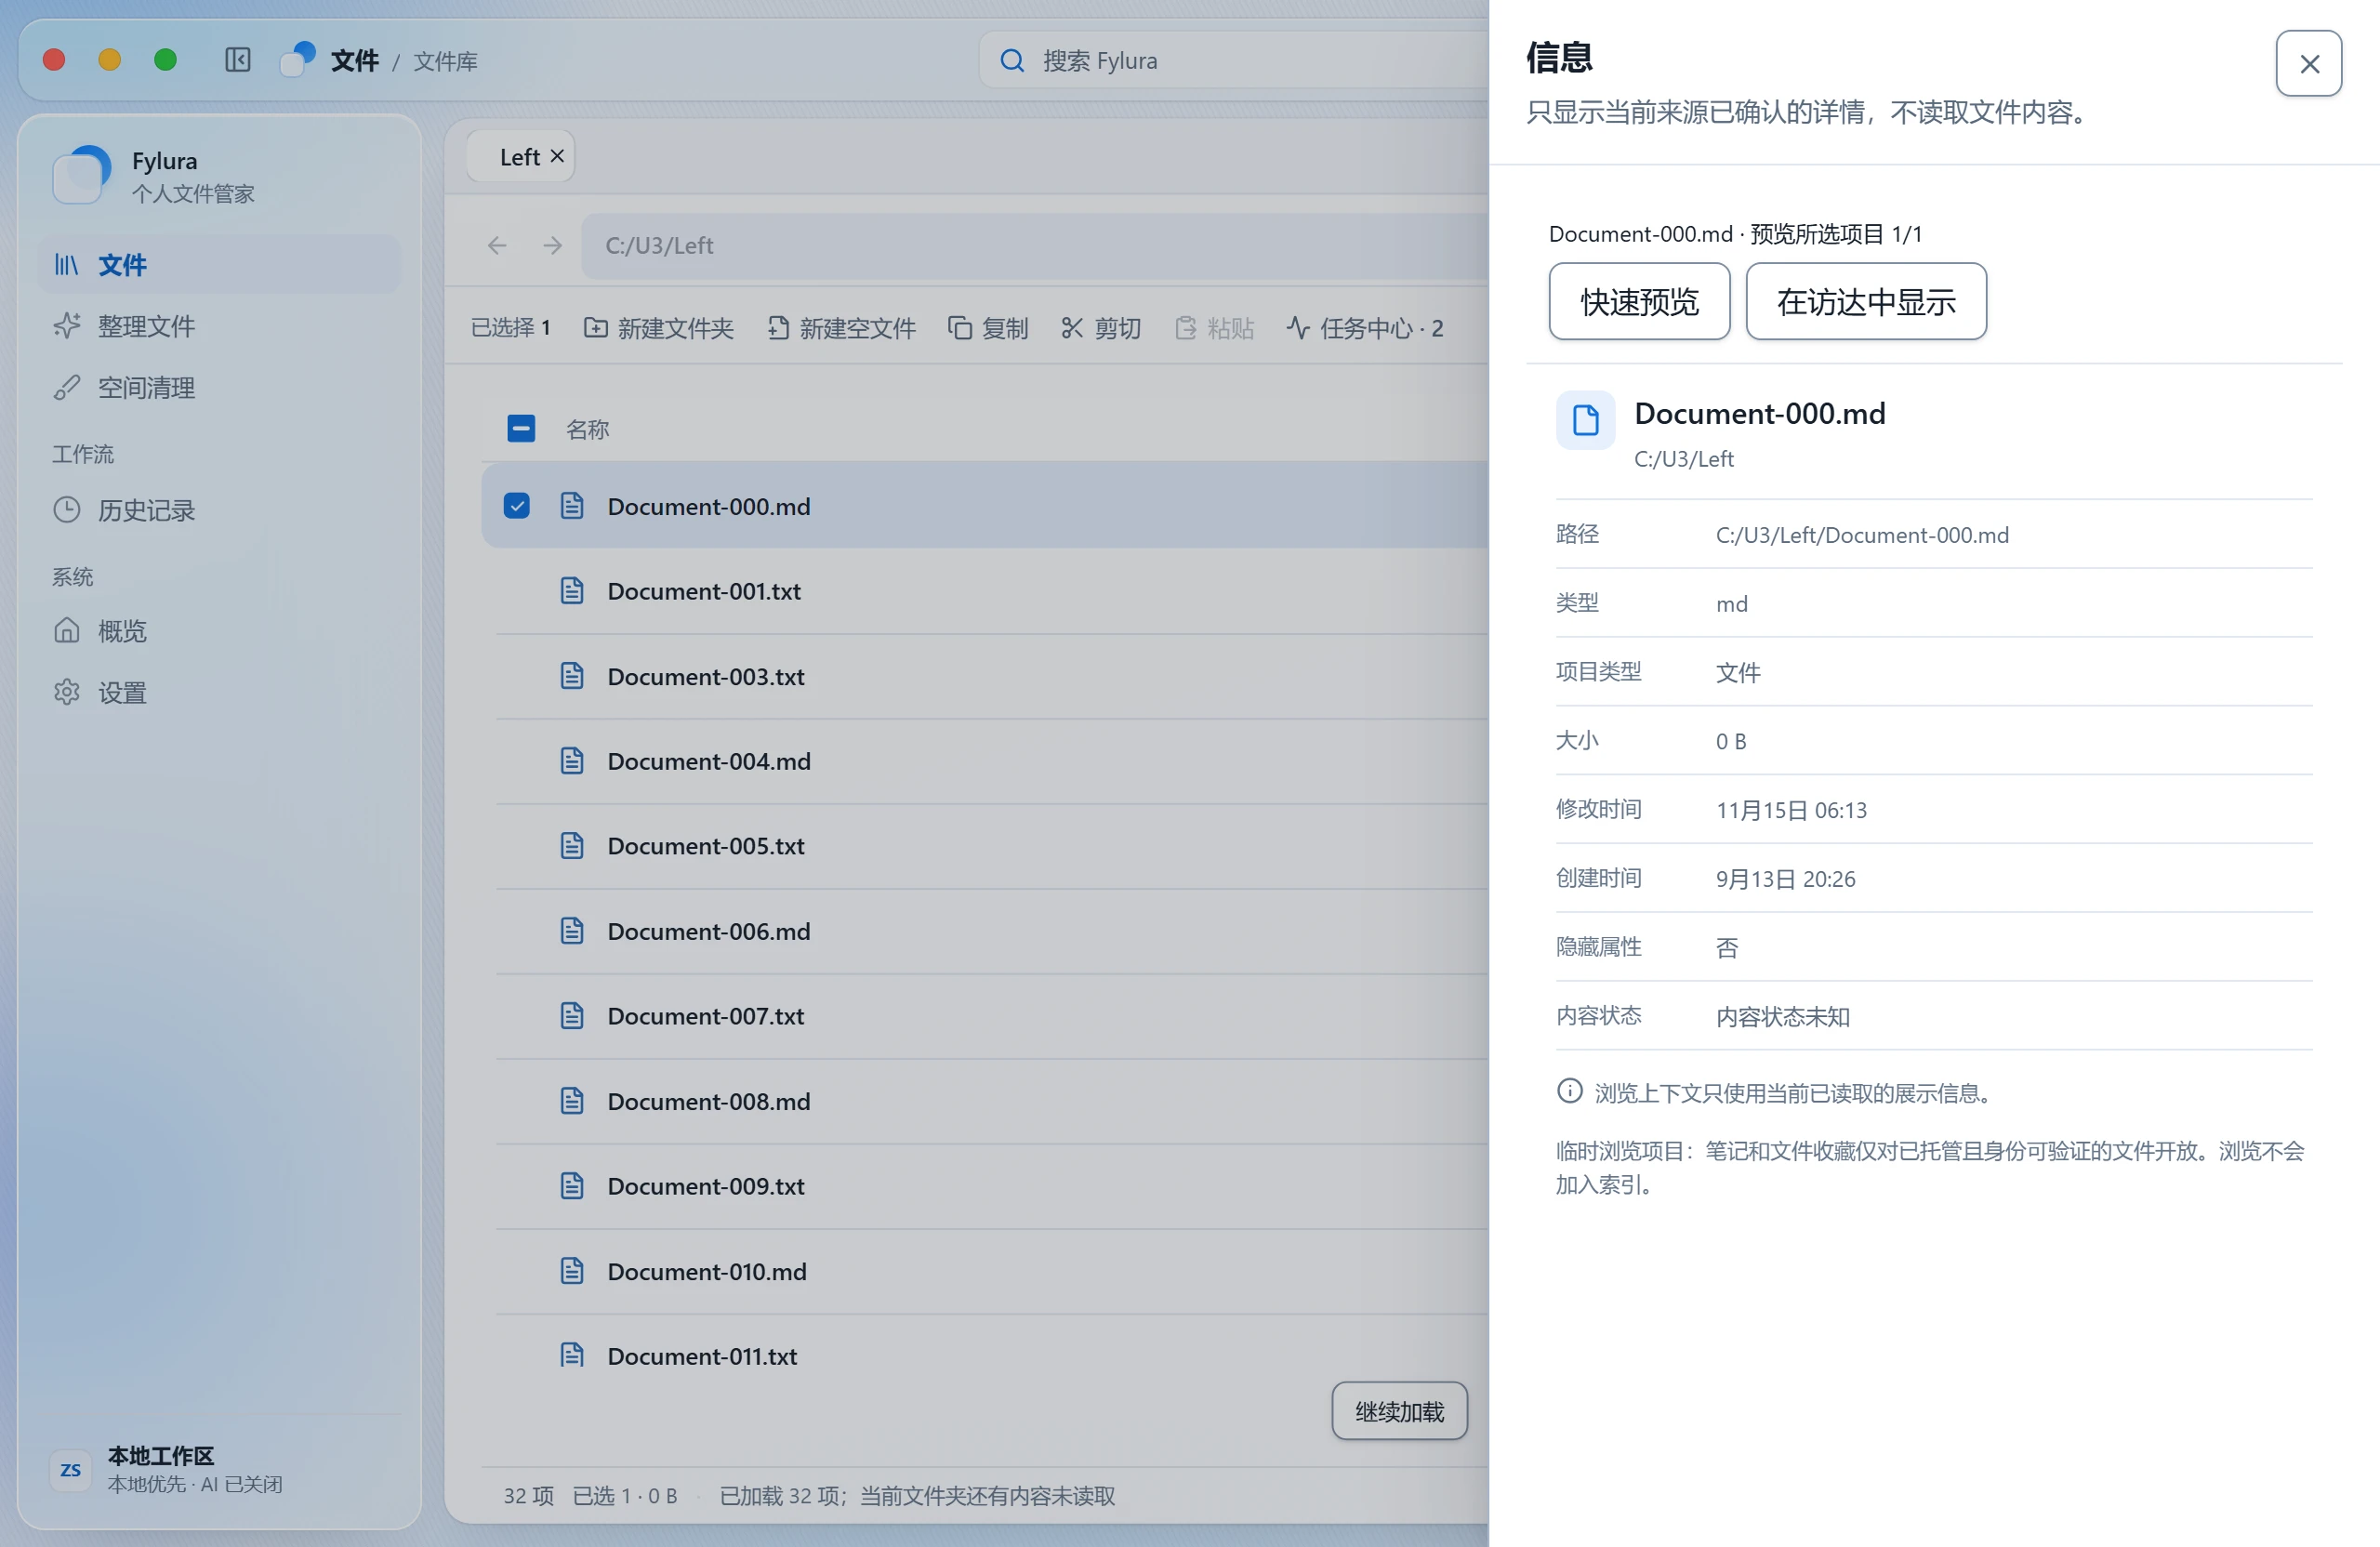 文件 / 文件库
搜索 Fylura
Fylura
个人文件管家
文件
整理文件
空间清理
工作流
历史记录
系统
概览
设置
ZS
本地工作区
本地优先 · AI 已关闭
Left
C:/U3/Left
已选择 1
新建文件夹
新建空文件
复制
剪切
粘贴
任务中心 · 2
名称
Document-000.md
Document-001.txt
Document-003.txt
Document-004.md
Document-005.txt
Document-006.md
Document-007.txt
Document-008.md
Document-009.txt
Document-010.md
Document-011.txt
继续加载
32 项 已选 1 · 0 B · 已加载 32 项；当前文件夹还有内容未读取
信息
只显示当前来源已确认的详情，不读取文件内容。
Document-000.md · 预览所选项目 1/1
快速预览
在访达中显示
Document-000.md
C:/U3/Left
路径 C:/U3/Left/Document-000.md
类型 md
项目类型 文件
大小 0 B
修改时间 11月15日 06:13
创建时间 9月13日 20:26
隐藏属性 否
内容状态 内容状态未知
浏览上下文只使用当前已读取的展示信息。
临时浏览项目：笔记和文件收藏仅对已托管且身份可验证的文件开放。浏览不会
加入索引。